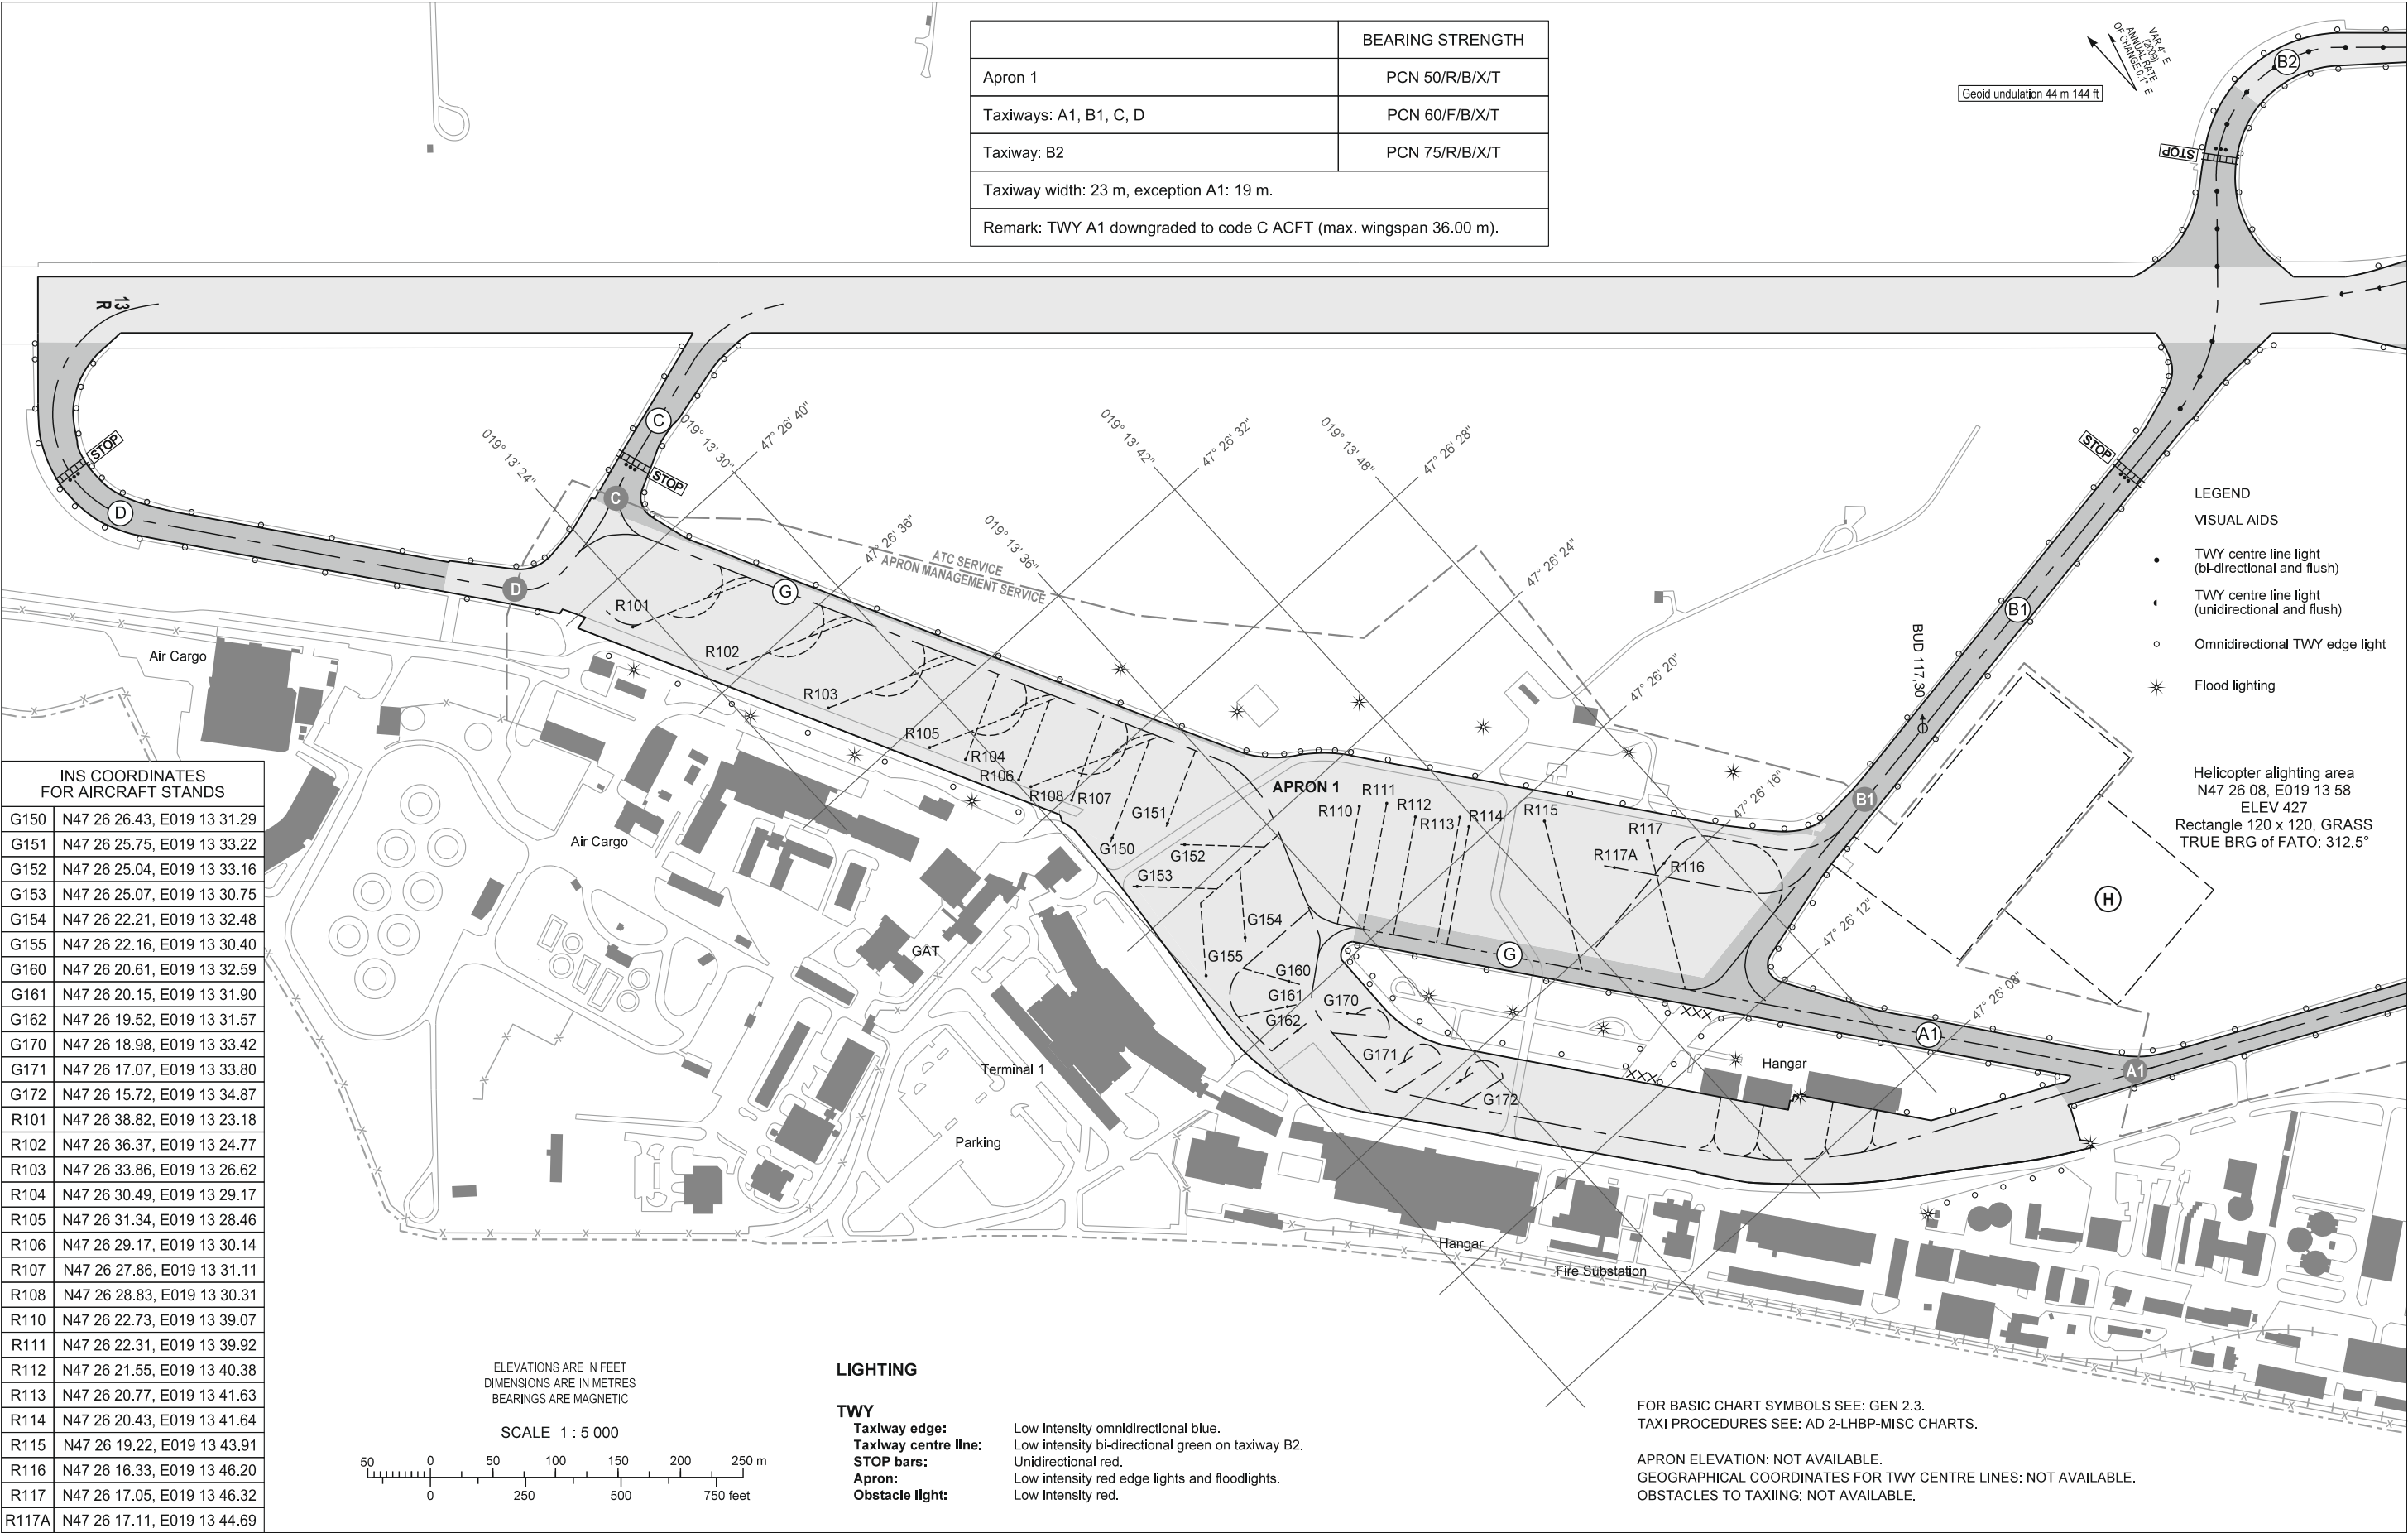 BEARING STRENGTH
Apron 1 PCN 50/R/B/X/T
Taxiways: A1, B1, C, D PCN 60/F/B/X/T
Taxiway: B2 PCN 75/R/B/X/T
Taxiway width: 23 m, exception A1: 19 m.
Remark: TWY A1 downgraded to code C ACFT (max. wingspan 36.00 m).
VAR 4° E
(2009)
ANNUAL RATE
OF CHANGE 0.1° E
Geoid undulation 44 m 144 ft
B2
STOP
13
R
C
STOP
STOP
D
C
D
019° 13' 24"
019° 13' 30"
47° 26' 40"
47° 26' 36"
019° 13' 36"
019° 13' 42"
47° 26' 32"
019° 13' 48"
47° 26' 28"
47° 26' 24"
47° 26' 20"
47° 26' 16"
47° 26' 12"
47° 26' 08"
ATC SERVICE
APRON MANAGEMENT SERVICE
STOP
B1
BUD 117,30
B1
G
LEGEND
VISUAL AIDS
TWY centre line light
(bi-directional and flush)
TWY centre line light
(unidirectional and flush)
Omnidirectional TWY edge light
Flood lighting
Helicopter alighting area
N47 26 08, E019 13 58
ELEV 427
Rectangle 120 x 120, GRASS
TRUE BRG of FATO: 312.5°
H
R101
R102
R103
R105
R104
R106
R108
R107
G151
G150
G152
G153
G154
G155
G160
G161
G162
G170
G171
G172
APRON 1
R110
R111
R112
R113
R114
R115
R117
R117A
R116
G
A1
A1
Air Cargo
Air Cargo
GAT
Terminal 1
Parking
Hangar
Hangar
Fire Substation
INS COORDINATES
FOR AIRCRAFT STANDS
G150 N47 26 26.43, E019 13 31.29
G151 N47 26 25.75, E019 13 33.22
G152 N47 26 25.04, E019 13 33.16
G153 N47 26 25.07, E019 13 30.75
G154 N47 26 22.21, E019 13 32.48
G155 N47 26 22.16, E019 13 30.40
G160 N47 26 20.61, E019 13 32.59
G161 N47 26 20.15, E019 13 31.90
G162 N47 26 19.52, E019 13 31.57
G170 N47 26 18.98, E019 13 33.42
G171 N47 26 17.07, E019 13 33.80
G172 N47 26 15.72, E019 13 34.87
R101 N47 26 38.82, E019 13 23.18
R102 N47 26 36.37, E019 13 24.77
R103 N47 26 33.86, E019 13 26.62
R104 N47 26 30.49, E019 13 29.17
R105 N47 26 31.34, E019 13 28.46
R106 N47 26 29.17, E019 13 30.14
R107 N47 26 27.86, E019 13 31.11
R108 N47 26 28.83, E019 13 30.31
R110 N47 26 22.73, E019 13 39.07
R111 N47 26 22.31, E019 13 39.92
R112 N47 26 21.55, E019 13 40.38
R113 N47 26 20.77, E019 13 41.63
R114 N47 26 20.43, E019 13 41.64
R115 N47 26 19.22, E019 13 43.91
R116 N47 26 16.33, E019 13 46.20
R117 N47 26 17.05, E019 13 46.32
R117A N47 26 17.11, E019 13 44.69
ELEVATIONS ARE IN FEET
DIMENSIONS ARE IN METRES
BEARINGS ARE MAGNETIC
SCALE 1 : 5 000
50 0 50 100 150 200 250 m
0 250 500 750 feet
LIGHTING
TWY
Taxiway edge: Low intensity omnidirectional blue.
Taxiway centre line: Low intensity bi-directional green on taxiway B2.
STOP bars: Unidirectional red.
Apron: Low intensity red edge lights and floodlights.
Obstacle light: Low intensity red.
FOR BASIC CHART SYMBOLS SEE: GEN 2.3.
TAXI PROCEDURES SEE: AD 2-LHBP-MISC CHARTS.
APRON ELEVATION: NOT AVAILABLE.
GEOGRAPHICAL COORDINATES FOR TWY CENTRE LINES: NOT AVAILABLE.
OBSTACLES TO TAXIING: NOT AVAILABLE.